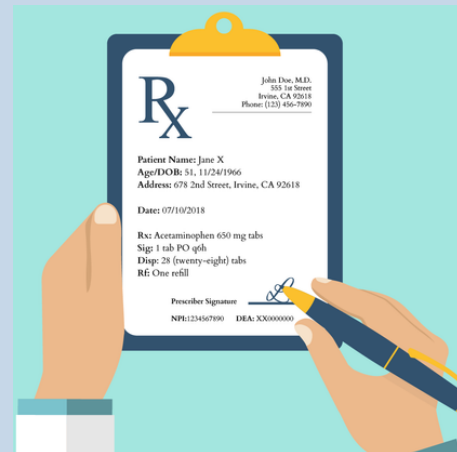 Rx
John Doe, M.D.
555 1st Street
Irvine, CA 92618
Phone: (123) 456-7890
Patient Name: Jane X
Age/DOB: 51, 11/24/1966
Address: 678 2nd Street, Irvine, CA 92618
Date: 07/10/2018
Rx: Acetaminophen 650 mg tabs
Sig: 1 tab PO q6h
Disp: 28 (twenty-eight) tabs
Rf: One refill
Prescriber Signature
NPI:1234567890 DEA: XX0000000